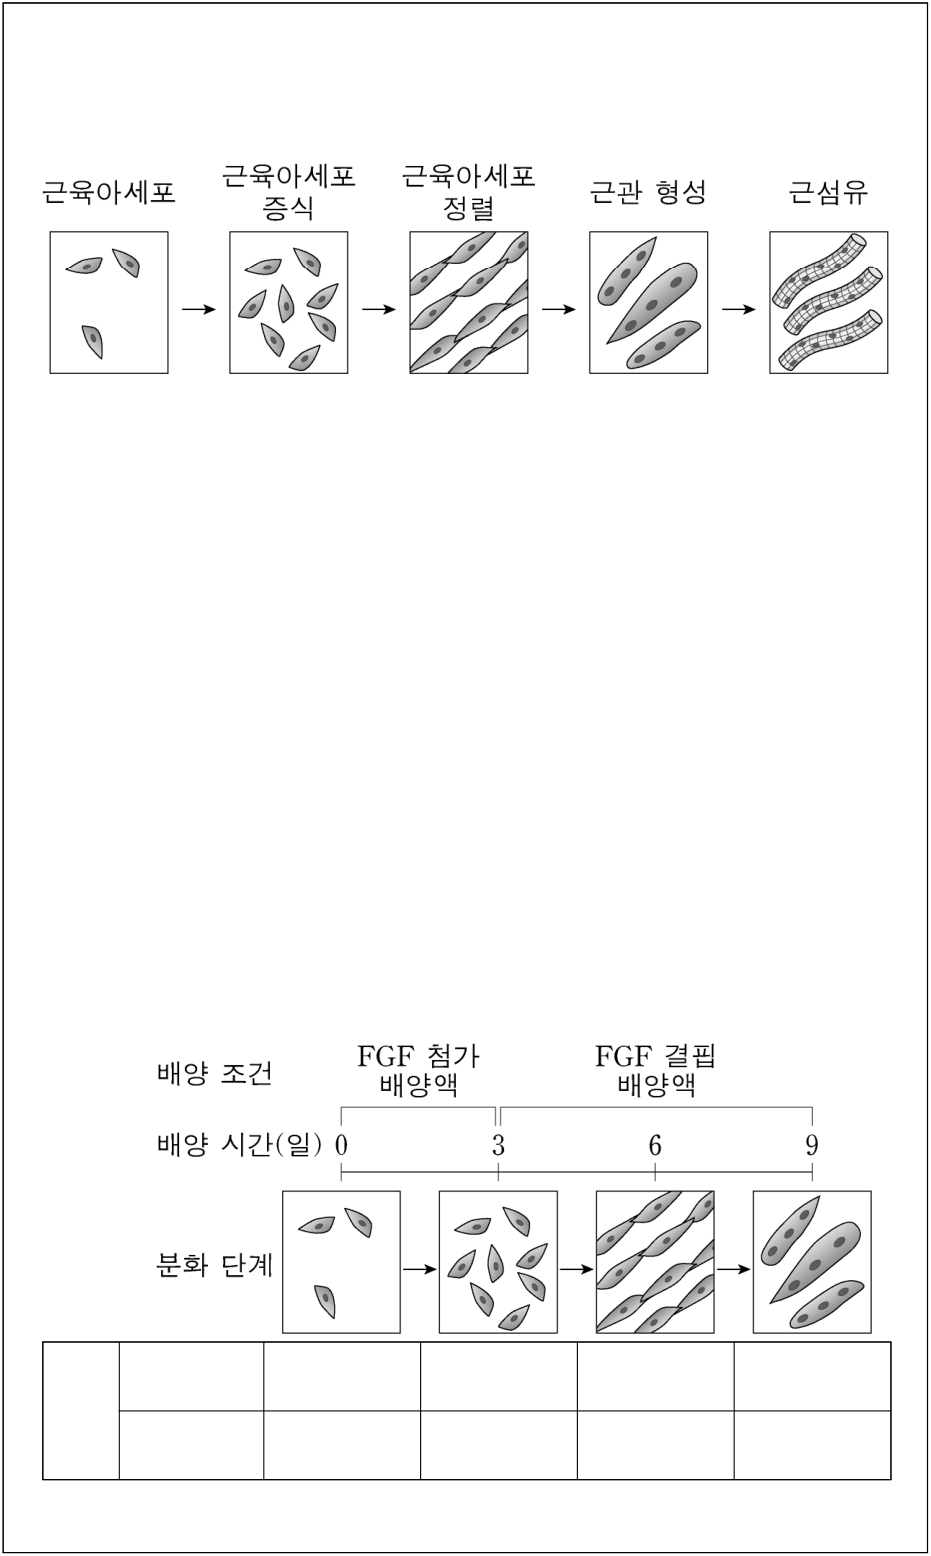 근육아세포
근육아세포
증식
근육아세포
정렬
근관 형성
근섬유
배양 조건
FGF 첨가
배양액
FGF 결핍
배양액
배양 시간(일) 0 3 6 9
분화 단계